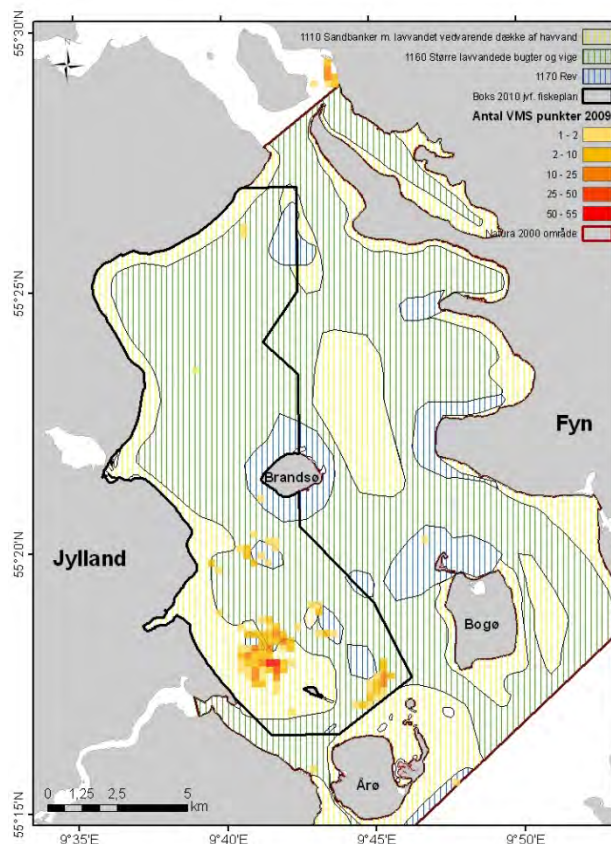 55°30'N
1110 Sandbanker m. lavvandet vedvarende dække af havvand
1160 Større lavvandede bugter og vige
1170 Rev
Boks 2010 jvf. fiskeplan
Antal VMS punkter 2009
1 - 2
2 - 10
10 - 25
25 - 50
50 - 55
Natura 2000 område
55°25'N
Fyn
Brandsø
55°20'N
Jylland
Bogø
Årø
0 1,25 2,5 5
km
55°15'N
9°35'E 9°40'E 9°45'E 9°50'E